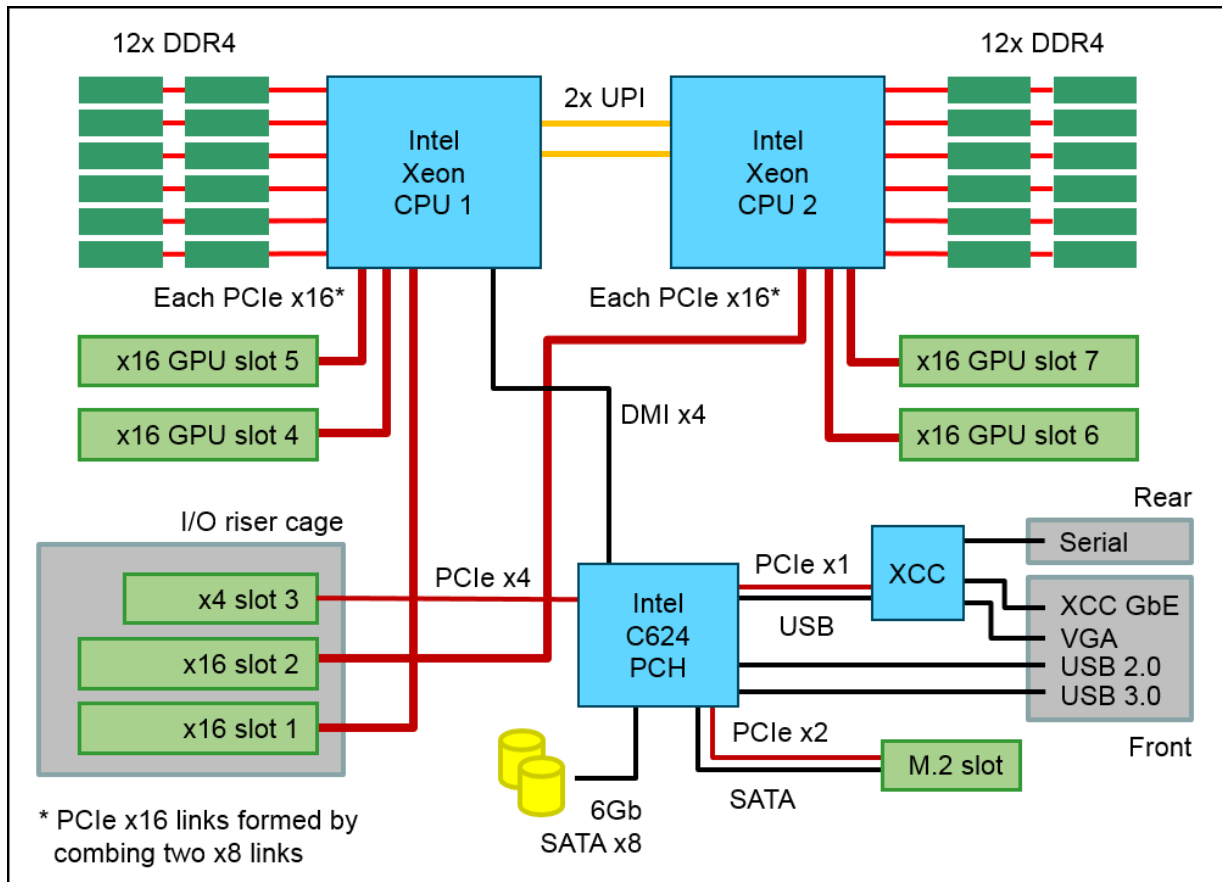 12x DDR4
12x DDR4
2x UPI
Intel
Xeon
CPU 1
Intel
Xeon
CPU 2
Each PCIe x16*
Each PCIe x16*
x16 GPU slot 5
x16 GPU slot 7
x16 GPU slot 4
DMI x4
x16 GPU slot 6
I/O riser cage
Rear
x4 slot 3
PCIe x4
Intel
C624
PCH
PCIe x1
USB
XCC
Serial
XCC GbE
VGA
USB 2.0
USB 3.0
x16 slot 2
x16 slot 1
PCIe x2
M.2 slot
Front
SATA
6Gb
SATA x8
* PCIe x16 links formed by
combing two x8 links